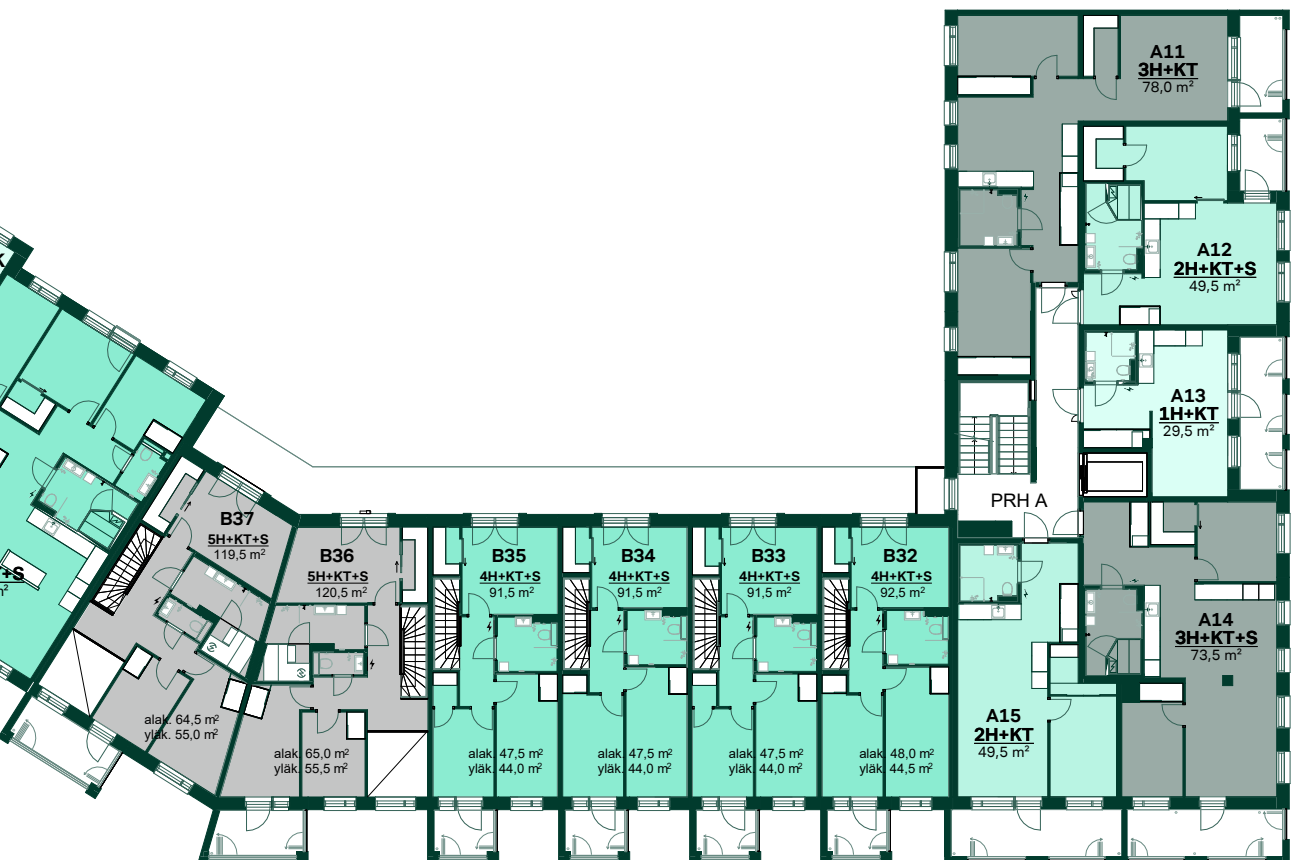 A11
3H+KT
78,0 m²
A12
2H+KT+S
49,5 m²
A13
1H+KT
29,5 m²
PRH A
A14
3H+KT+S
73,5 m²
A15
2H+KT
49,5 m²
B37
5H+KT+S
119,5 m²
alak. 64,5 m²
yläk. 55,0 m²
B36
5H+KT+S
120,5 m²
alak. 65,0 m²
yläk. 55,5 m²
B35
4H+KT+S
91,5 m²
alak. 47,5 m²
yläk. 44,0 m²
B34
4H+KT+S
91,5 m²
alak. 47,5 m²
yläk. 44,0 m²
B33
4H+KT+S
91,5 m²
alak. 47,5 m²
yläk. 44,0 m²
B32
4H+KT+S
92,5 m²
alak. 48,0 m²
yläk. 44,5 m²